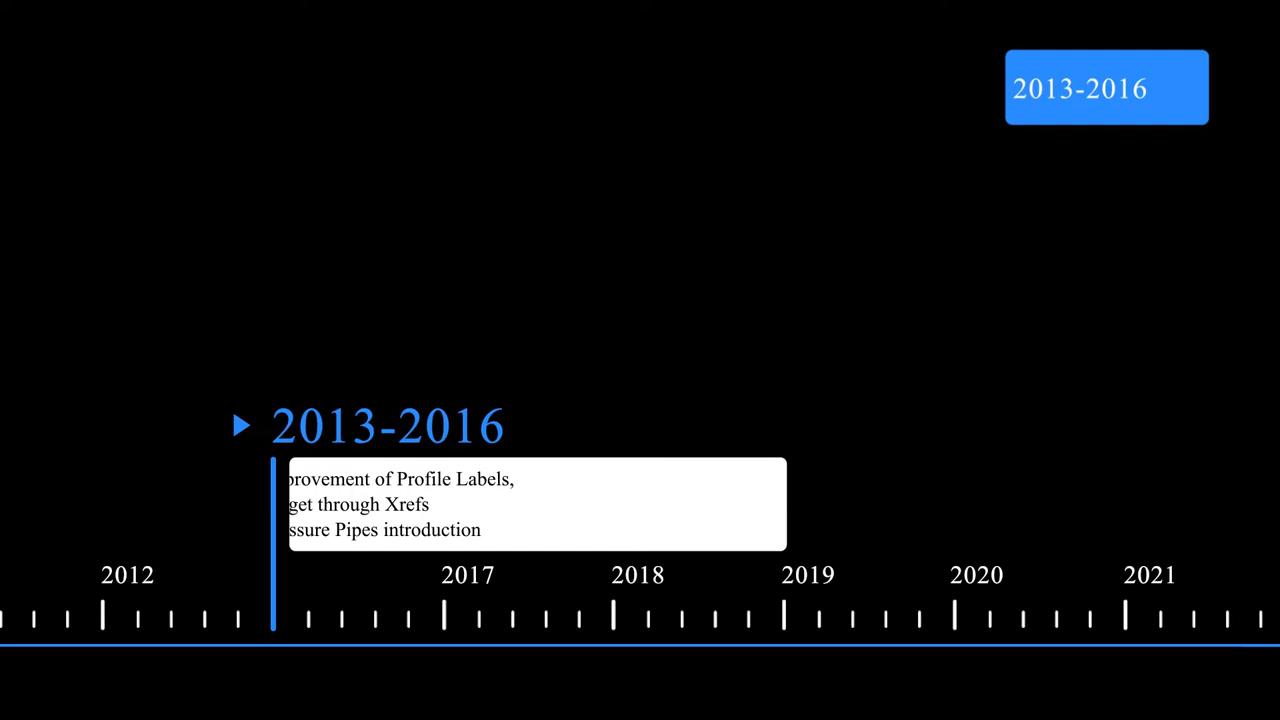 2013-2016
2013-2016
provement of Profile Labels,
get through Xrefs
ssure Pipes introduction
2012 2017 2018 2019 2020 2021